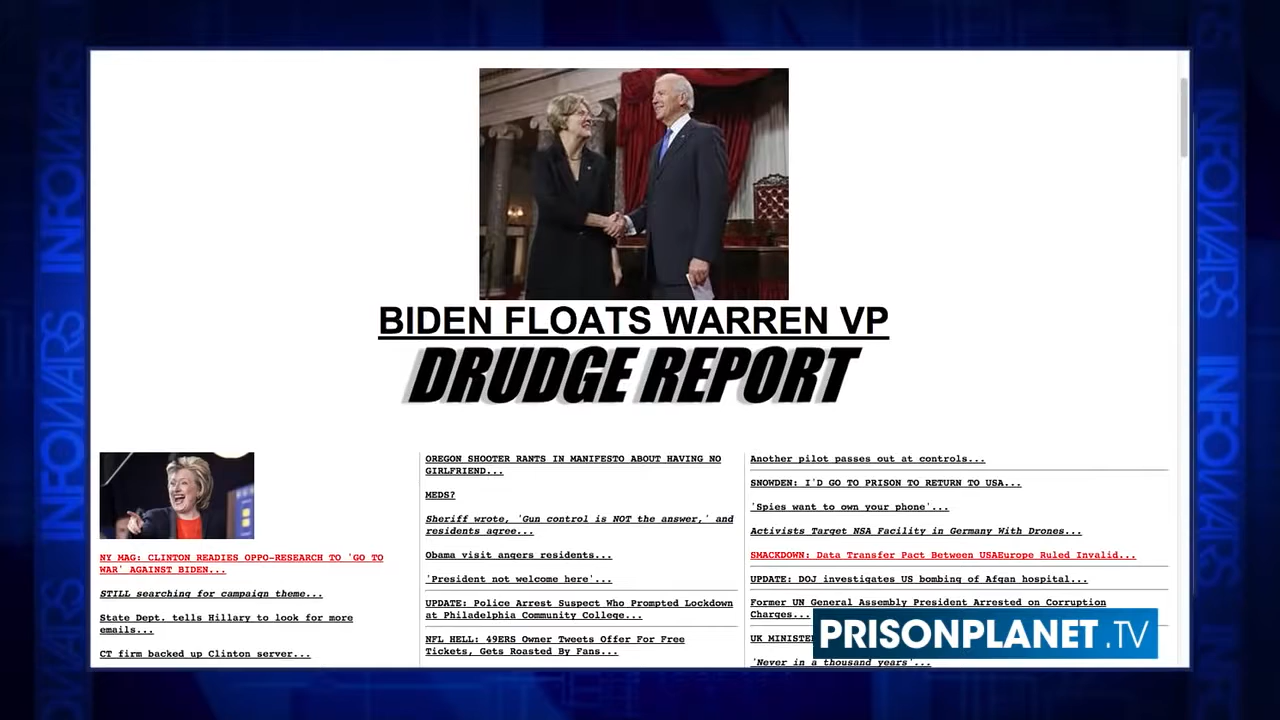 BIDEN FLOATS WARREN VP
DRUDGE REPORT
NY MAG: CLINTON READIES OPPO-RESEARCH TO 'GO TO
WAR' AGAINST BIDEN...
STILL searching for campaign theme...
State Dept. tells Hillary to look for more
emails...
CT firm backed up Clinton server...
OREGON SHOOTER RANTS IN MANIFESTO ABOUT HAVING NO
GIRLFRIEND...
MEDS?
Sheriff wrote, 'Gun control is NOT the answer,' and
residents agree...
Obama visit angers residents...
'President not welcome here'...
UPDATE: Police Arrest Suspect Who Prompted Lockdown
at Philadelphia Community College...
NFL HELL: 49ERS Owner Tweets Offer For Free
Tickets, Gets Roasted By Fans...
Another pilot passes out at controls...
SNOWDEN: I'D GO TO PRISON TO RETURN TO USA...
'Spies want to own your phone'...
Activists Target NSA Facility in Germany With Drones...
SMACKDOWN: Data Transfer Pact Between USAEurope Ruled Invalid...
UPDATE: DOJ investigates US bombing of Afgan hospital...
Former UN General Assembly President Arrested on Corruption
Charges...
UK MINISTE
'Never in a thousand years'...
PRISONPLANET.TV
INFOWARS
INFOWARS
INFOWARS
INFOWARS